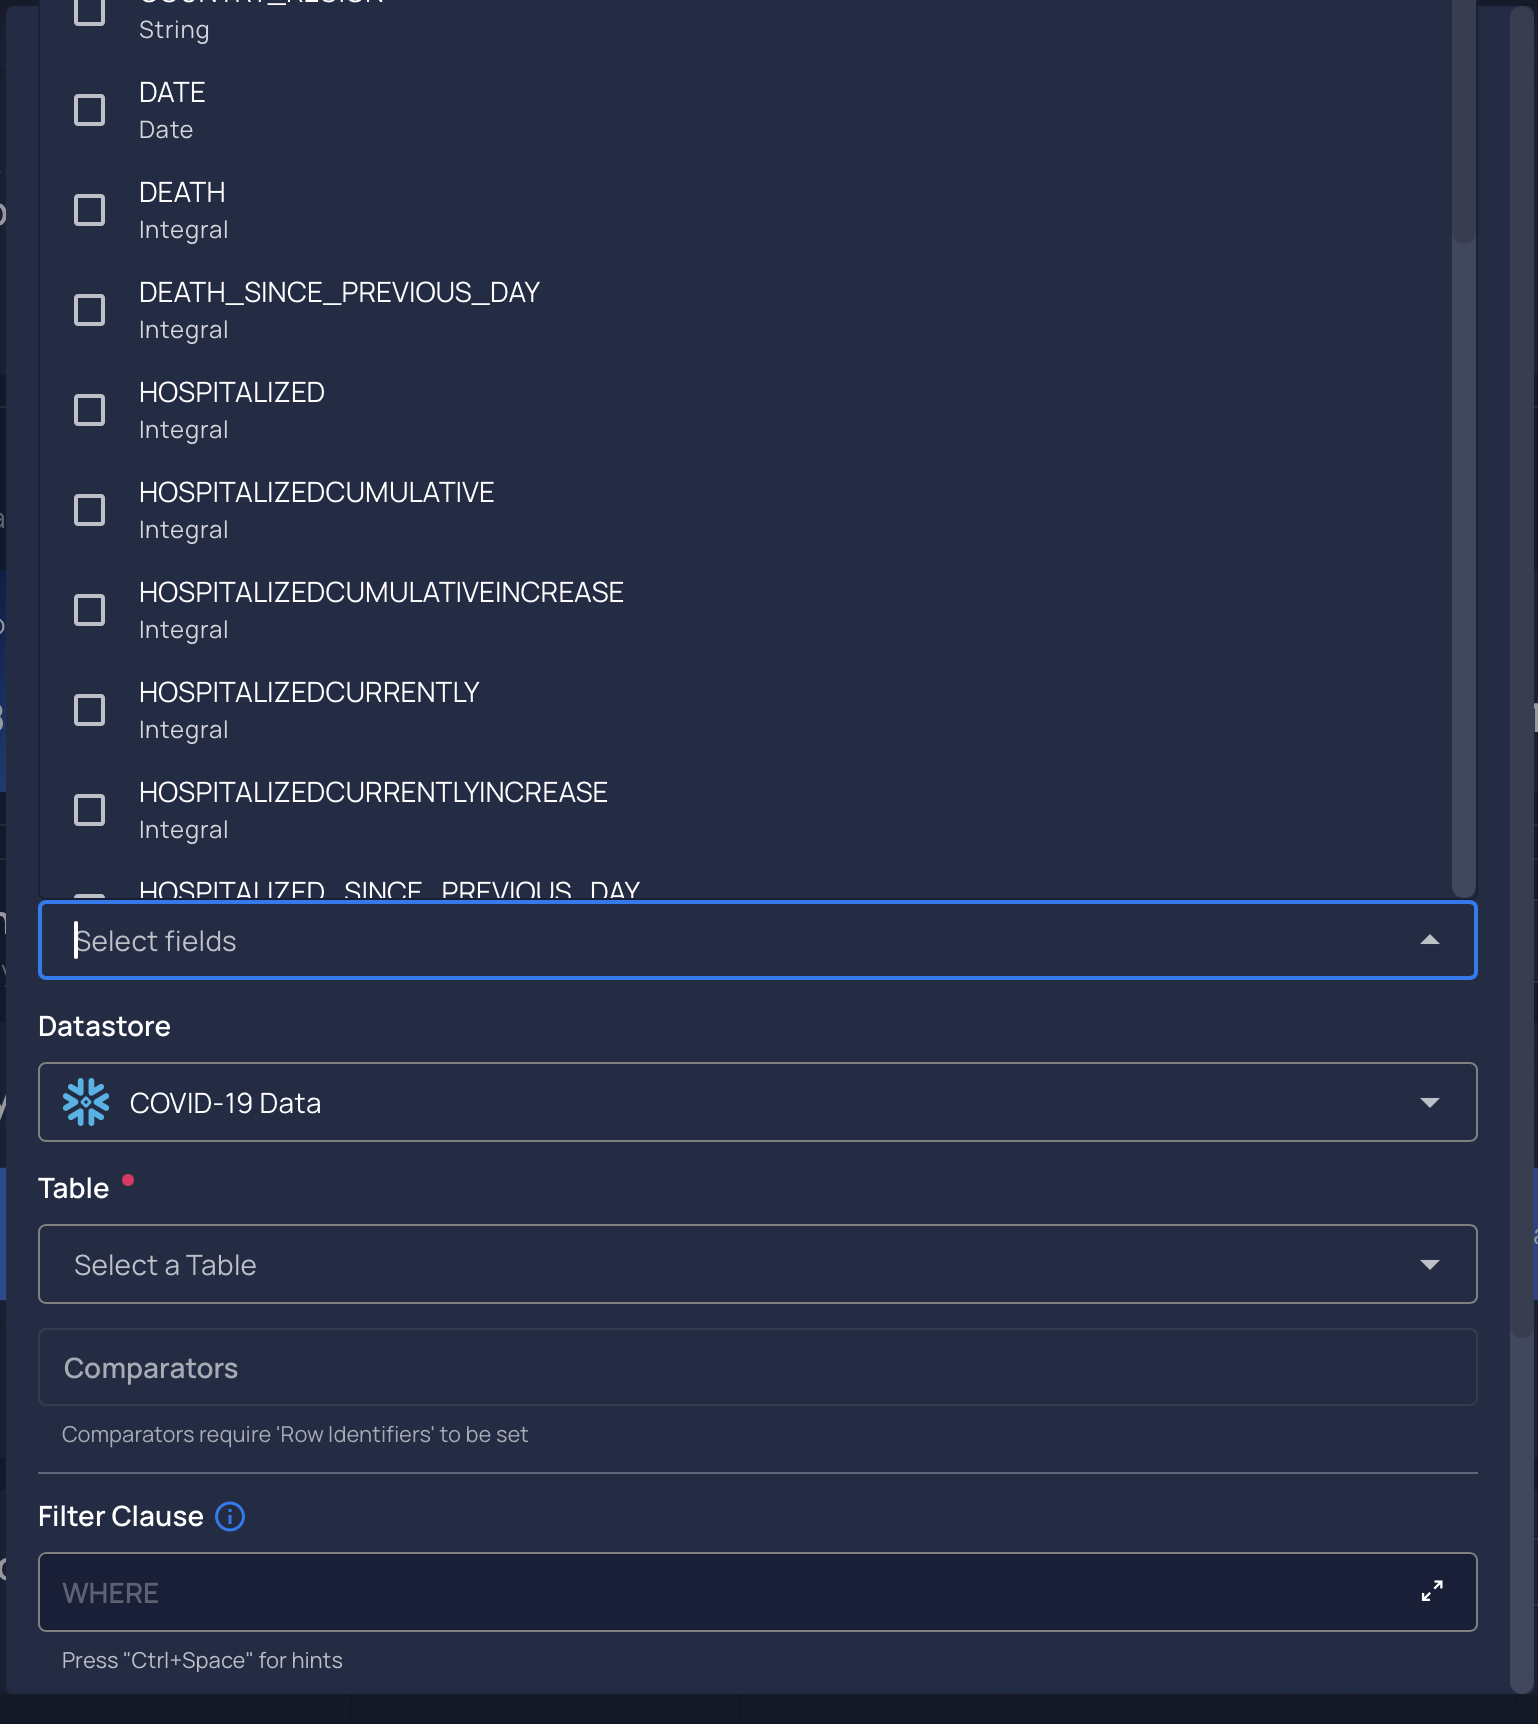 String
DATE
Date
DEATH
Integral
DEATH_SINCE_PREVIOUS_DAY
Integral
HOSPITALIZED
Integral
HOSPITALIZEDCUMULATIVE
Integral
HOSPITALIZEDCUMULATIVEINCREASE
Integral
HOSPITALIZEDCURRENTLY
Integral
HOSPITALIZEDCURRENTLYINCREASE
Integral
HOSPITALIZED_SINCE_PREVIOUS_DAY
Select fields
Datastore
COVID-19 Data
Table
Select a Table
Comparators
Comparators require 'Row Identifiers' to be set
Filter Clause
WHERE
Press "Ctrl+Space" for hints